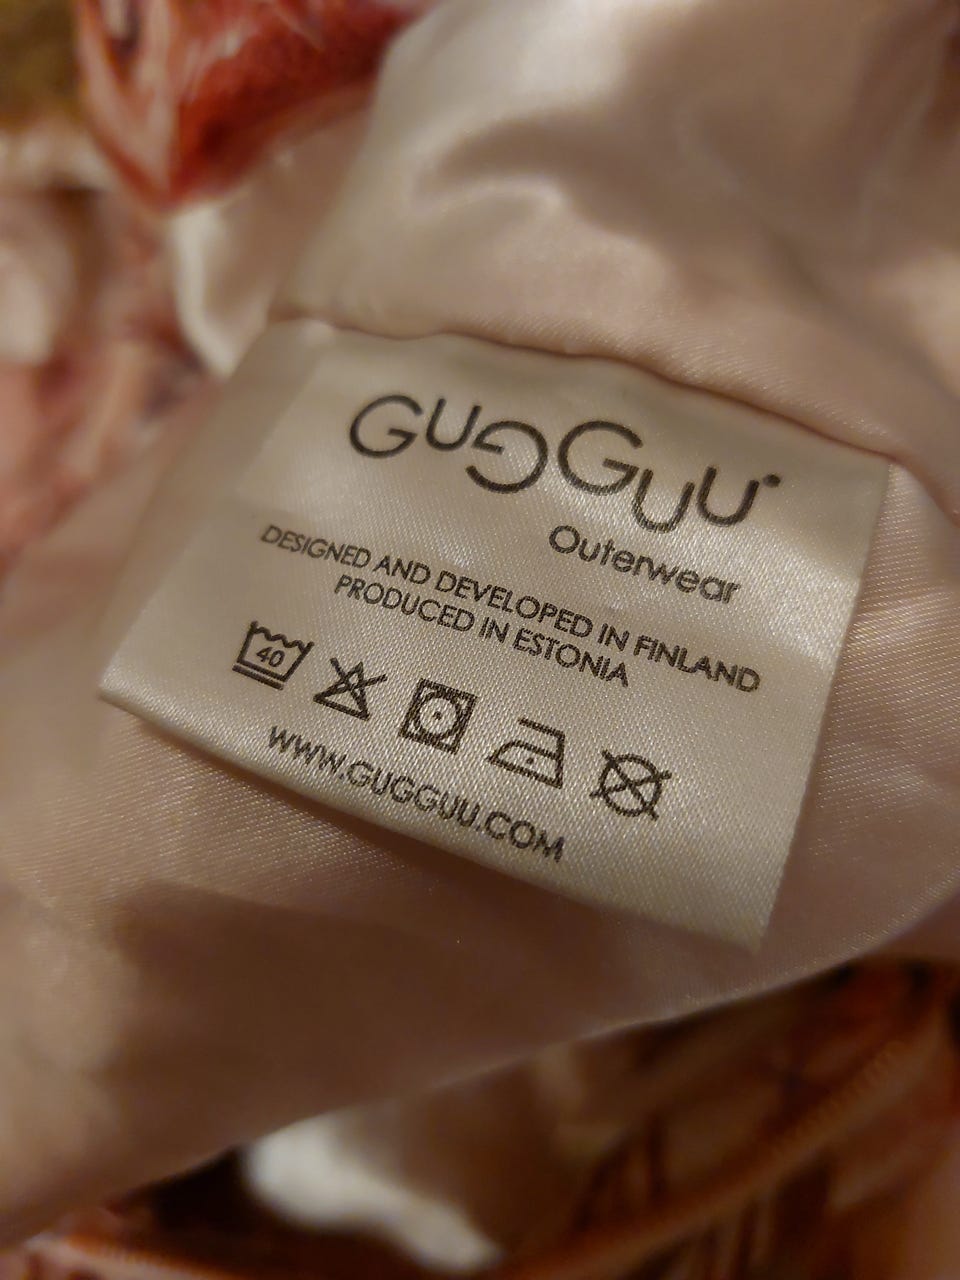 GUGGUU
Outerwear
DESIGNED AND DEVELOPED IN FINLAND
PRODUCED IN ESTONIA
40
WWW.GUGGUU.COM